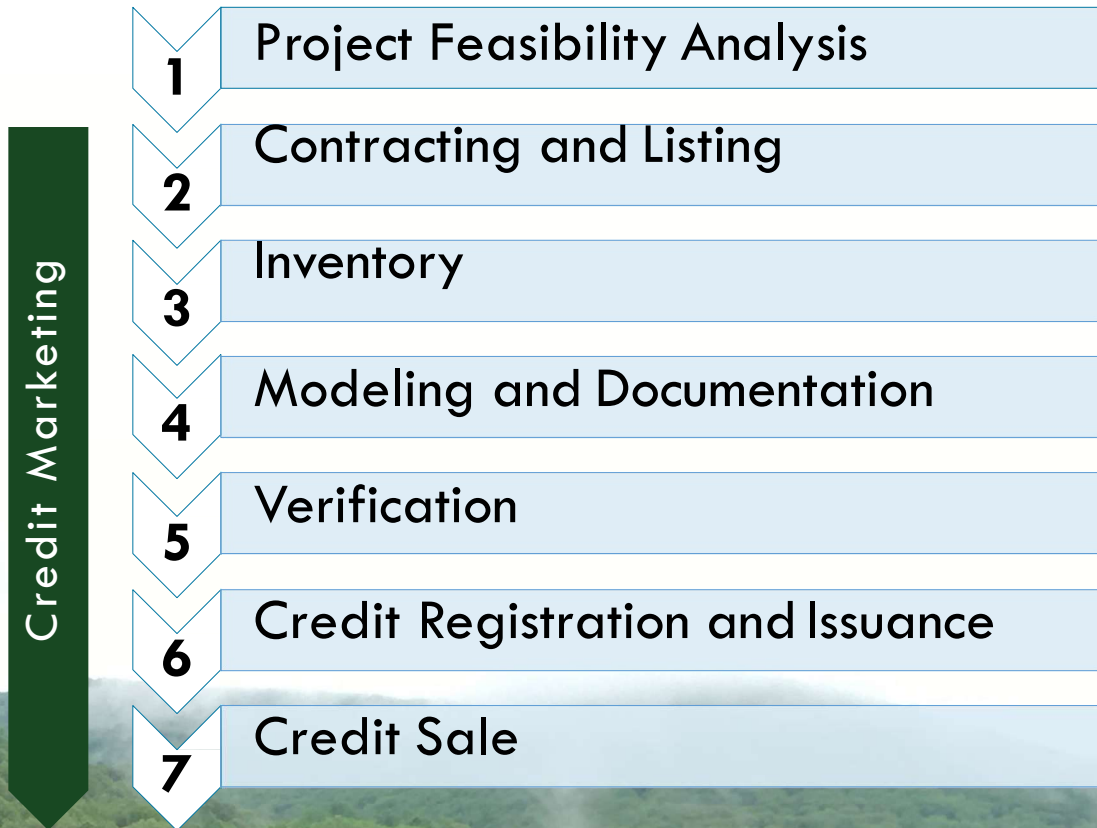 Credit Marketing
1
Project Feasibility Analysis
2
Contracting and Listing
3
Inventory
4
Modeling and Documentation
5
Verification
6
Credit Registration and Issuance
7
Credit Sale